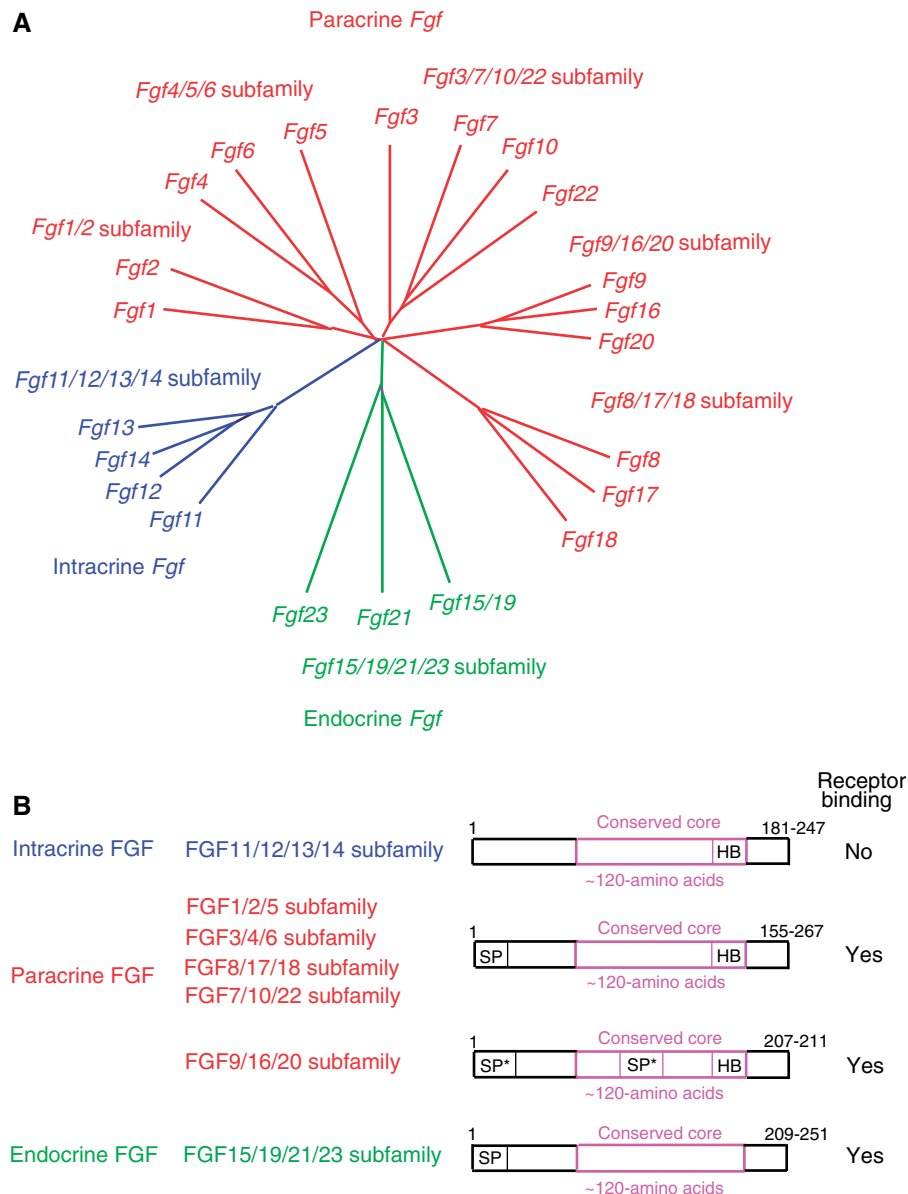 A
Paracrine Fgf
Fgf4/5/6 subfamily
Fgf3/7/10/22 subfamily
Fgf3
Fgf7
Fgf5
Fgf10
Fgf6
Fgf4
Fgf22
Fgf1/2 subfamily
Fgf9/16/20 subfamily
Fgf2
Fgf9
Fgf1
Fgf16
Fgf20
Fgf11/12/13/14 subfamily
Fgf8/17/18 subfamily
Fgf13
Fgf14
Fgf8
Fgf12
Fgf17
Fgf11
Fgf18
Intracrine Fgf
Fgf23
Fgf21
Fgf15/19
Fgf15/19/21/23 subfamily
Endocrine Fgf
B
Receptor
binding
Intracrine FGF
FGF11/12/13/14 subfamily
1
Conserved core
181-247
HB
~120-amino acids
No
Paracrine FGF
FGF1/2/5 subfamily
FGF3/4/6 subfamily
FGF8/17/18 subfamily
FGF7/10/22 subfamily
1
Conserved core
155-267
SP
HB
~120-amino acids
Yes
FGF9/16/20 subfamily
1
Conserved core
207-211
SP*
SP*
HB
~120-amino acids
Yes
Endocrine FGF
FGF15/19/21/23 subfamily
1
Conserved core
209-251
SP
~120-amino acids
Yes